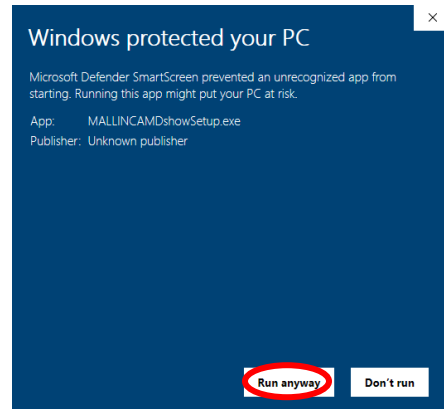 Windows protected your PC
Microsoft Defender SmartScreen prevented an unrecognized app from
starting. Running this app might put your PC at risk.
App: MALLINCAMDshowSetup.exe
Publisher: Unknown publisher
Run anyway Don't run